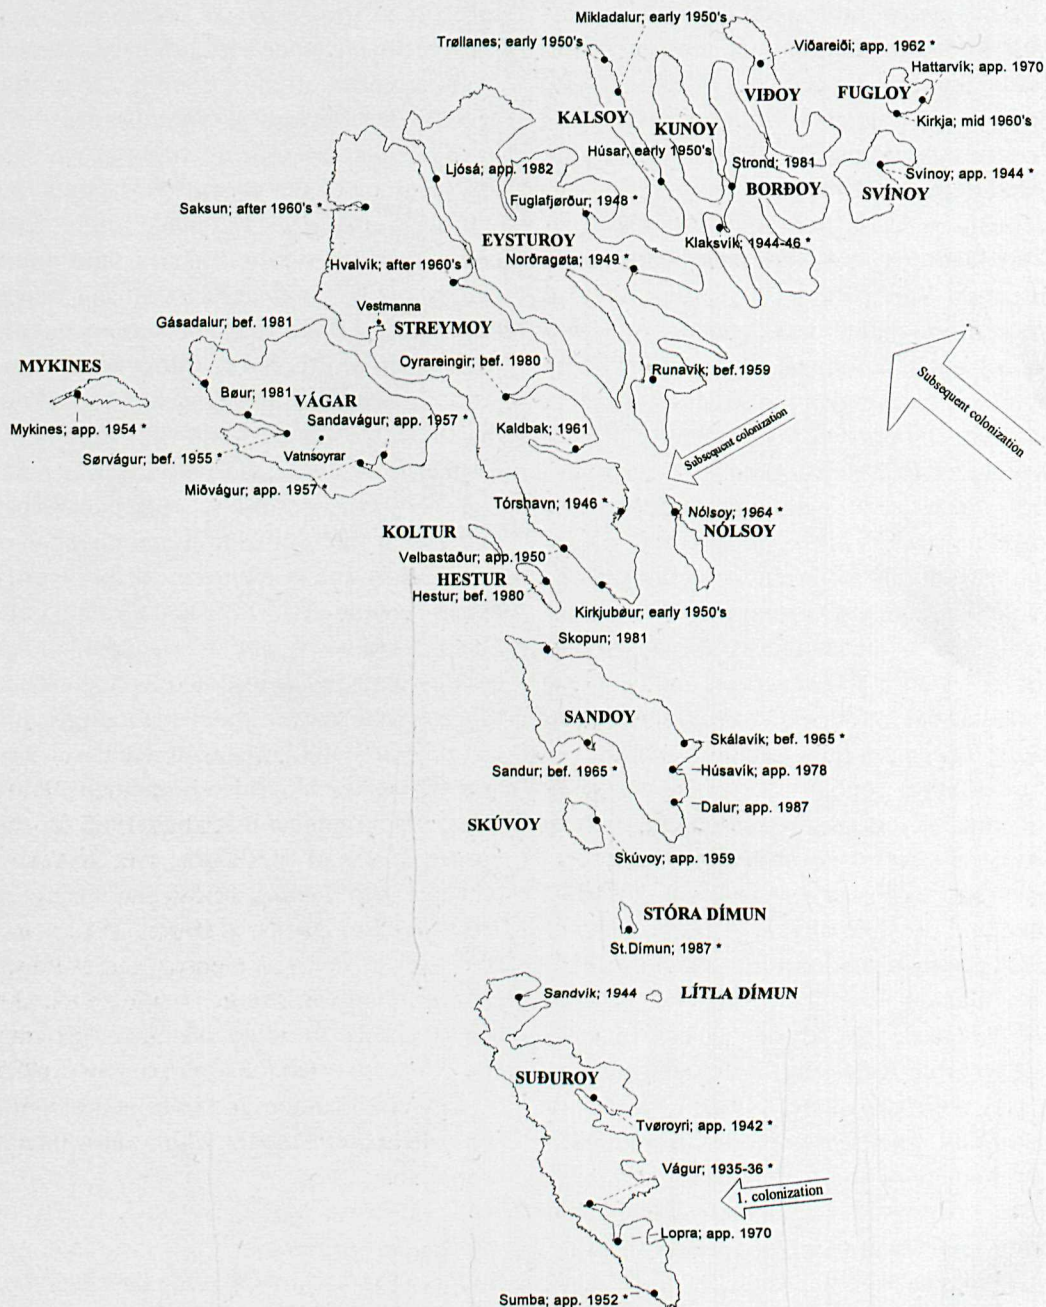 Mikladalur; early 1950's
Trøllanes; early 1950's
Viðareiði; app. 1962 *
Hattarvík; app. 1970
VIÐOY
FUGLOY
KALSOY
KUNOY
Kirkja; mid 1960's
Húsar; early 1950's
Strond; 1981
Ljósá; app. 1982
BORÐOY
Svínoy; app. 1944 *
SVÍNOY
Saksun; after 1960's *
Fuglafjørður; 1948 *
EYSTUROY
Klaksvík; 1944-46 *
Norðragøta; 1949 *
Hvalvík; after 1960's *
Vestmanna
Gásadalur; bef. 1981
STREYMOY
Oyrareingir; bef. 1980
MYKINES
Runavík; bef.1959
Subsequent colonization
Bøur; 1981
VÁGAR
Sandavágur; app. 1957 *
Mykines; app. 1954 *
Kaldbak; 1961
Subsequent colonization
Sørvágur; bef. 1955 *
Vatnsoyrar
Miðvágur; app. 1957 *
Tórshavn; 1946 *
Nólsoy; 1964 *
KOLTUR
NÓLSOY
Velbastaður; app.1950
HESTUR
Hestur; bef. 1980
Kirkjubøur; early 1950's
Skopun; 1981
SANDOY
Skálavík; bef. 1965 *
Sandur; bef. 1965 *
Húsavík; app. 1978
Dalur; app. 1987
SKÚVOY
Skúvoy; app. 1959
STÓRA DÍMUN
St.Dímun; 1987 *
Sandvík; 1944
LÍTLA DÍMUN
SUÐUROY
Tvøroyri; app. 1942 *
Vágur; 1935-36 *
1. colonization
Lopra; app. 1970
Sumba; app. 1952 *